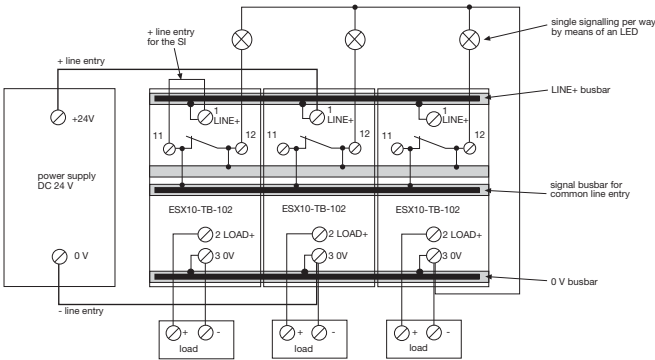 + line entry
for the SI
single signalling per way
by means of an LED
+ line entry
LINE+ busbar
+24V
1
LINE+
1
LINE+
1
LINE+
11
12
11
12
11
12
power supply
DC 24 V
signal busbar for
common line entry
ESX10-TB-102
ESX10-TB-102
ESX10-TB-102
2 LOAD+
2 LOAD+
2 LOAD+
0 V
3 0V
3 0V
3 0V
0 V busbar
- line entry
+ -
+ -
+ -
load
load
load